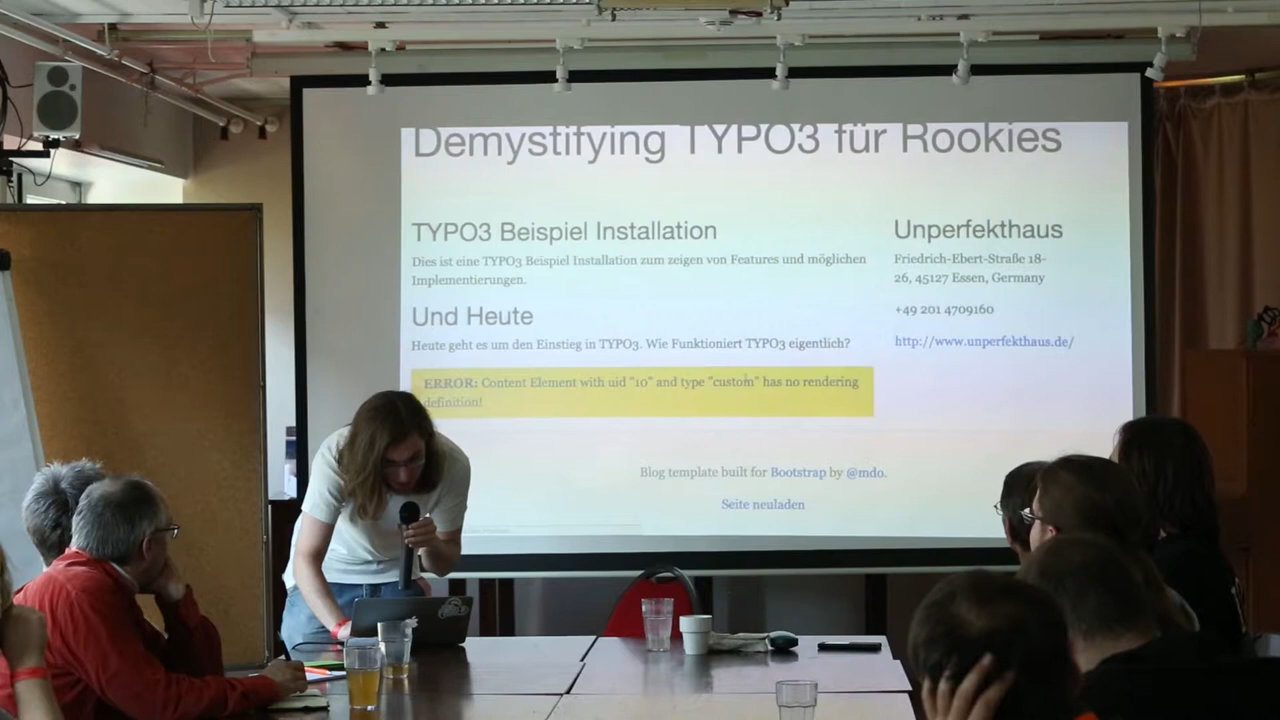 Demystifying TYPO3 für Rookies
TYPO3 Beispiel Installation
Dies ist eine TYPO3 Beispiel Installation zum zeigen von Features und möglichen
Implementierungen.
Und Heute
Heute geht es um den Einstieg in TYPO3. Wie Funktioniert TYPO3 eigentlich?
ERROR: Content Element with uid "10" and type "custom" has no rendering
definition!
Unperfekthaus
Friedrich-Ebert-Straße 18-
26, 45127 Essen, Germany
+49 201 4709160
http://www.unperfekthaus.de/
Blog template built for Bootstrap by @mdo.
Seite neuladen